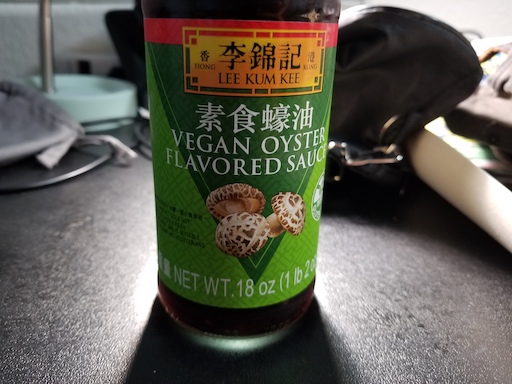 香 李錦記 港
HONG LEE KUM KEE KONG
素食蠔油
VEGAN OYSTER
FLAVORED SAUCE
NET WT. 18 oz (1 lb 2